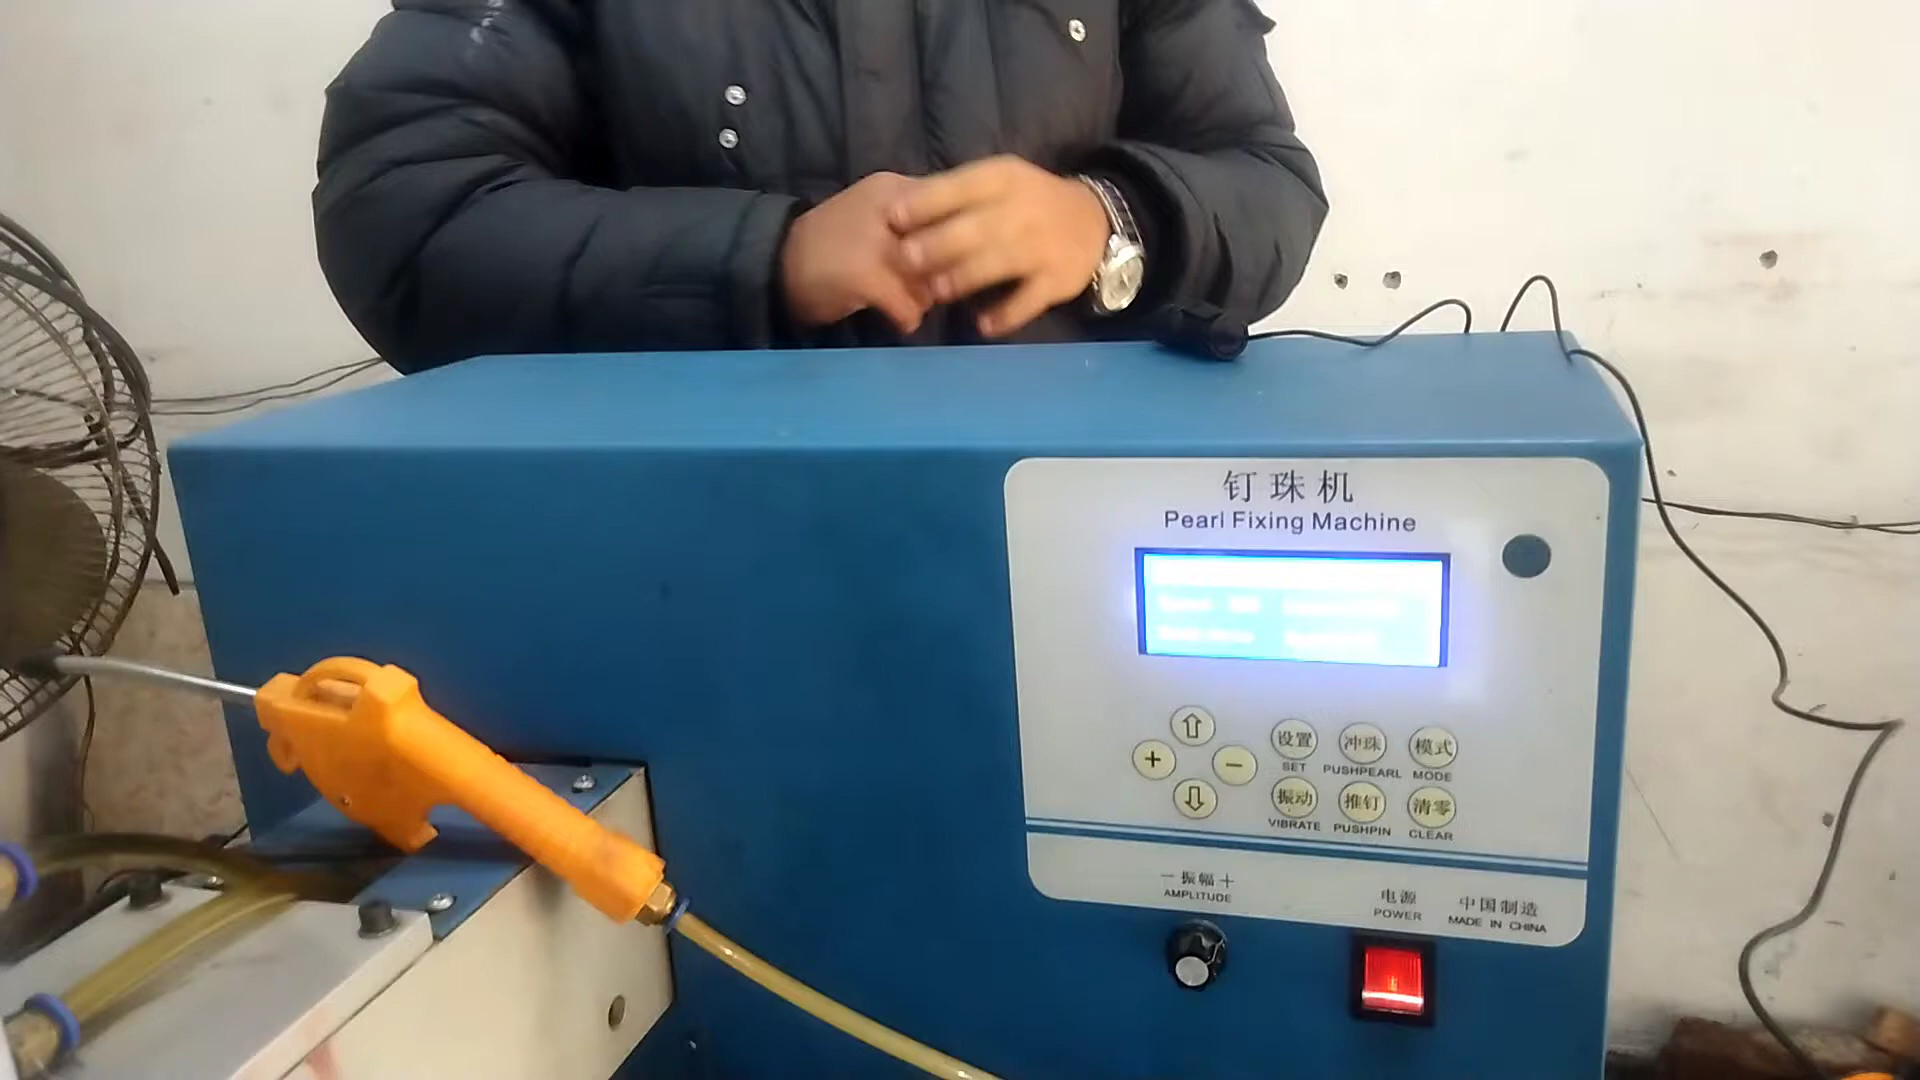 钉珠机
Pearl Fixing Machine
设置 冲珠 模式
SET PUSHPEARL MODE
振动 推钉 清零
VIBRATE PUSHPIN CLEAR
－振幅＋
AMPLITUDE
电源
POWER
中国制造
MADE IN CHINA